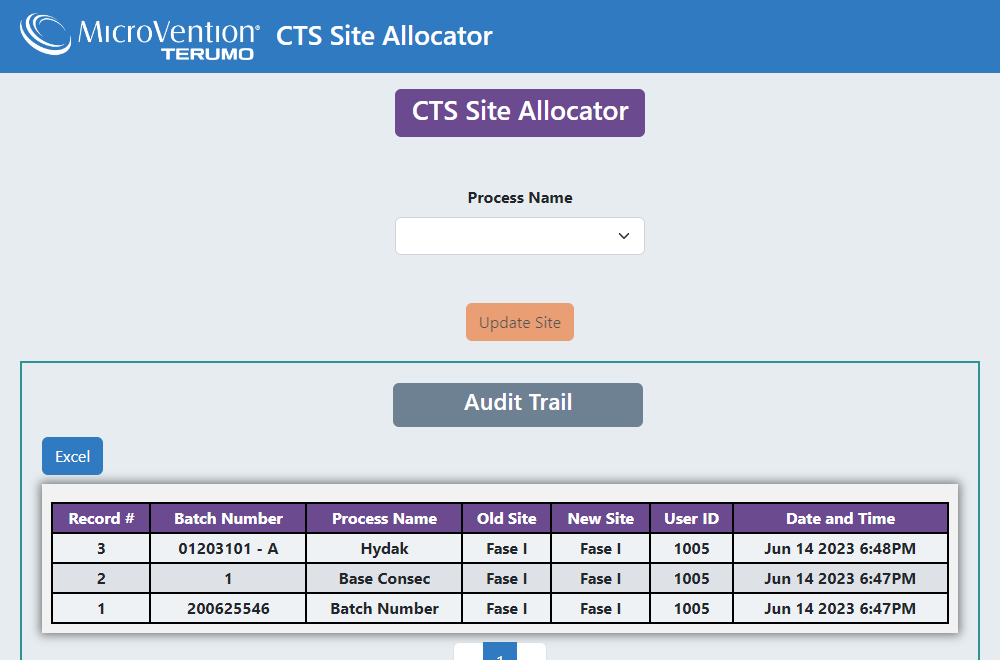 MicroVention® TERUMO CTS Site Allocator
CTS Site Allocator
Process Name
Update Site
Audit Trail
Excel
Record # Batch Number Process Name Old Site New Site User ID Date and Time
3 01203101 - A Hydak Fase I Fase I 1005 Jun 14 2023 6:48PM
2 1 Base Consec Fase I Fase I 1005 Jun 14 2023 6:47PM
1 200625546 Batch Number Fase I Fase I 1005 Jun 14 2023 6:47PM
1